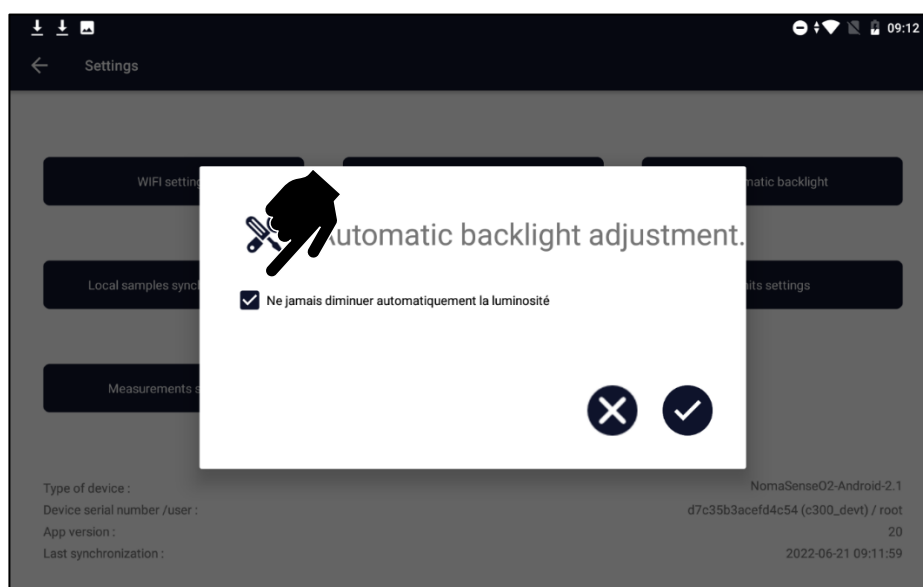 09:12
Settings
WIFI setting
matic backlight
Automatic backlight adjustment.
Local samples sync
its settings
Ne jamais diminuer automatiquement la luminosité
Measurements s
Type of device :
NomaSenseO2-Android-2.1
Device serial number /user :
d7c35b3acefd4c54 (c300_devt) / root
App version :
20
Last synchronization :
2022-06-21 09:11:59